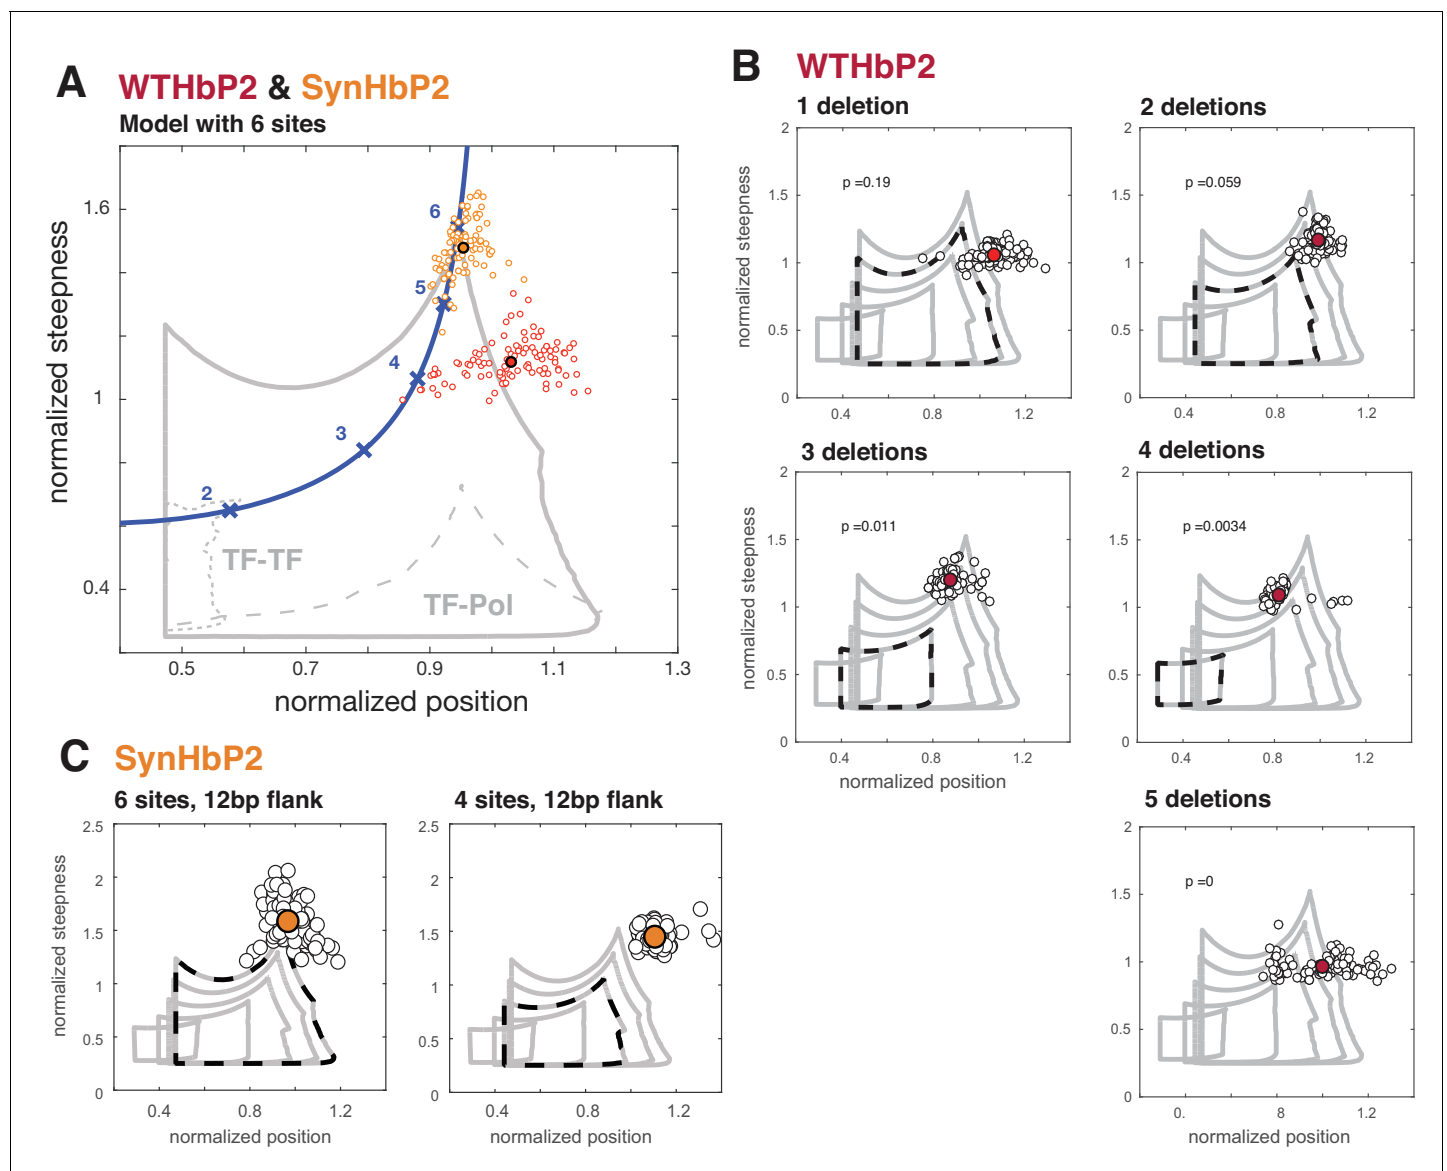 A WTHbP2 & SynHbP2
Model with 6 sites
normalized steepness
1.6
1
0.4
6
5
4
3
2
TF-TF
TF-Pol
0.5 0.7 0.9 1.1 1.3
normalized position
B WTHbP2
1 deletion
normalized steepness
2
1.5
1
0.5
0
p =0.19
0.4 0.8 1.2
2 deletions
2
1.5
1
0.5
0
p =0.059
0.4 0.8 1.2
3 deletions
normalized steepness
2
1.5
1
0.5
0
p =0.011
0.4 0.8 1.2
normalized position
4 deletions
2
1.5
1
0.5
0
p =0.0034
0.4 0.8 1.2
5 deletions
2
1.5
1
0.5
0
p =0
0. 8 1.2
normalized position
C SynHbP2
6 sites, 12bp flank
normalized steepness
2.5
2
1.5
1
0.5
0
0.4 0.8 1.2
normalized position
4 sites, 12bp flank
2.5
2
1.5
1
0.5
0
0.4 0.8 1.2
normalized position